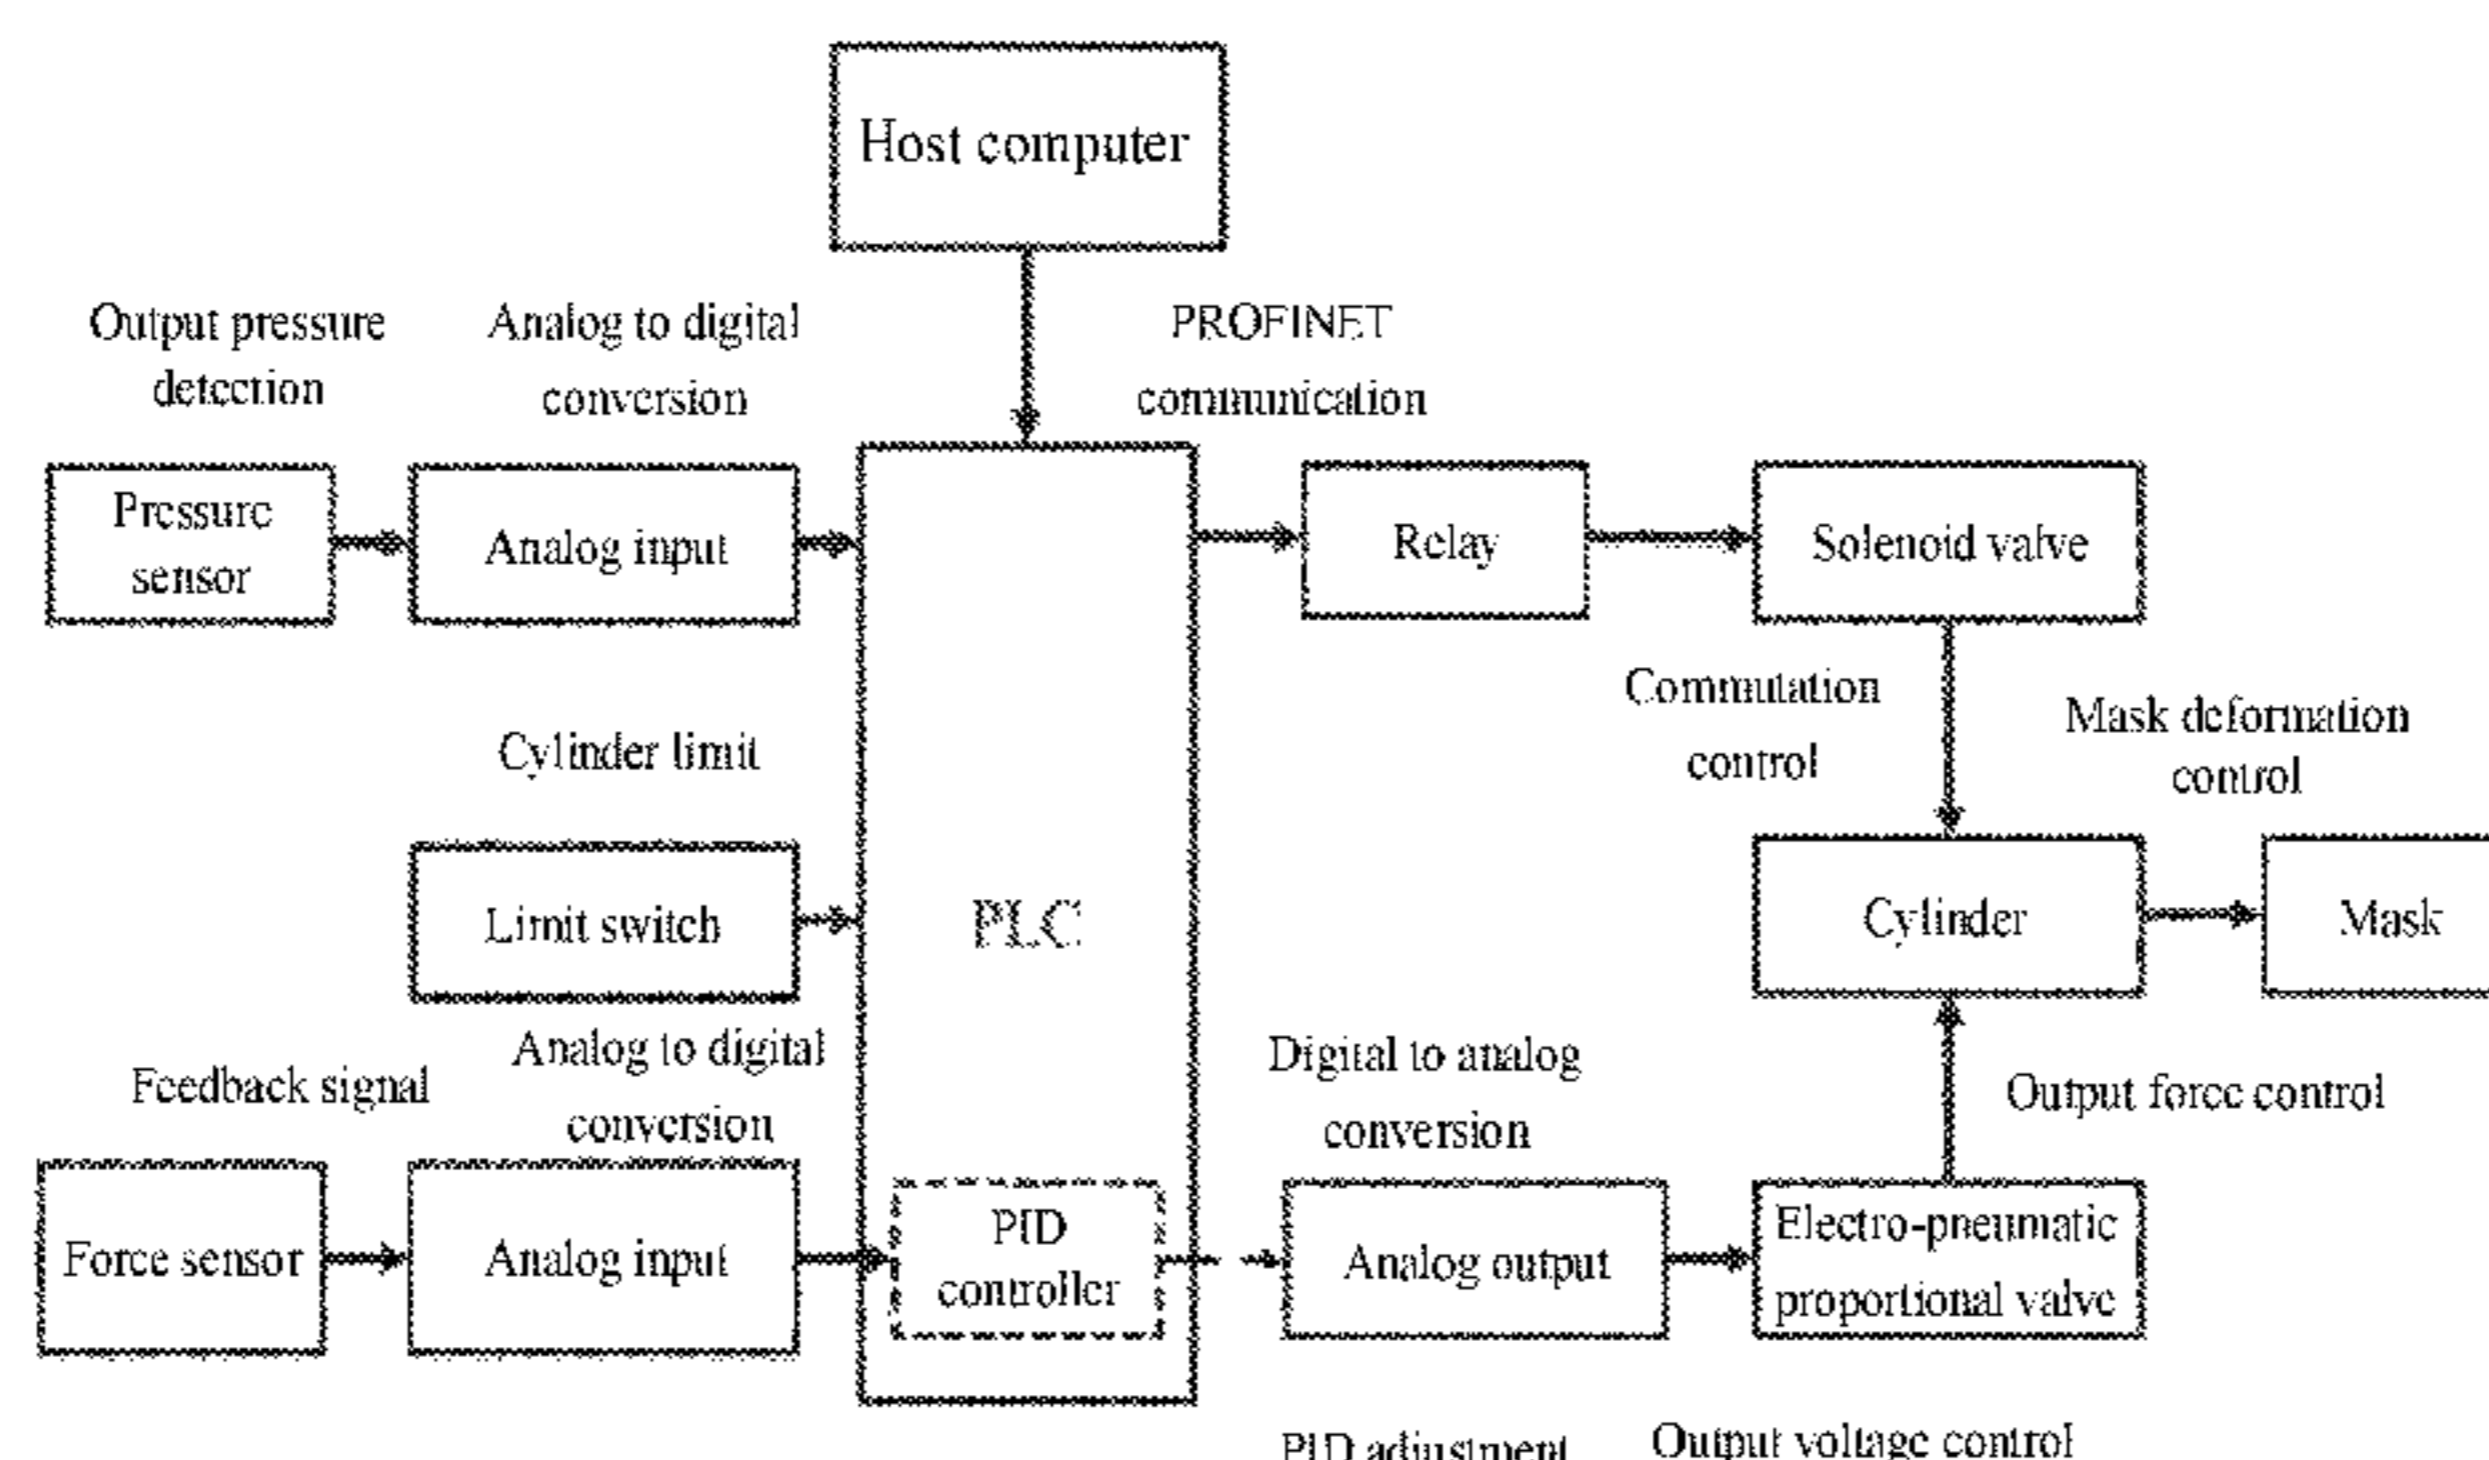 Host computer
Output pressure
detection
Analog to digital
conversion
PROFINET
communication
Pressure
sensor
Analog input
Relay
Solenoid valve
Commutation
control
Mask deformation
control
Cylinder limit
Limit switch
PLC
Cylinder
Mask
Feedback signal
Analog to digital
conversion
Digital to analog
conversion
Output force control
Force sensor
Analog input
PID
controller
Analog output
Electro-pneumatic
proportional valve
PID adjustment
Output voltage control